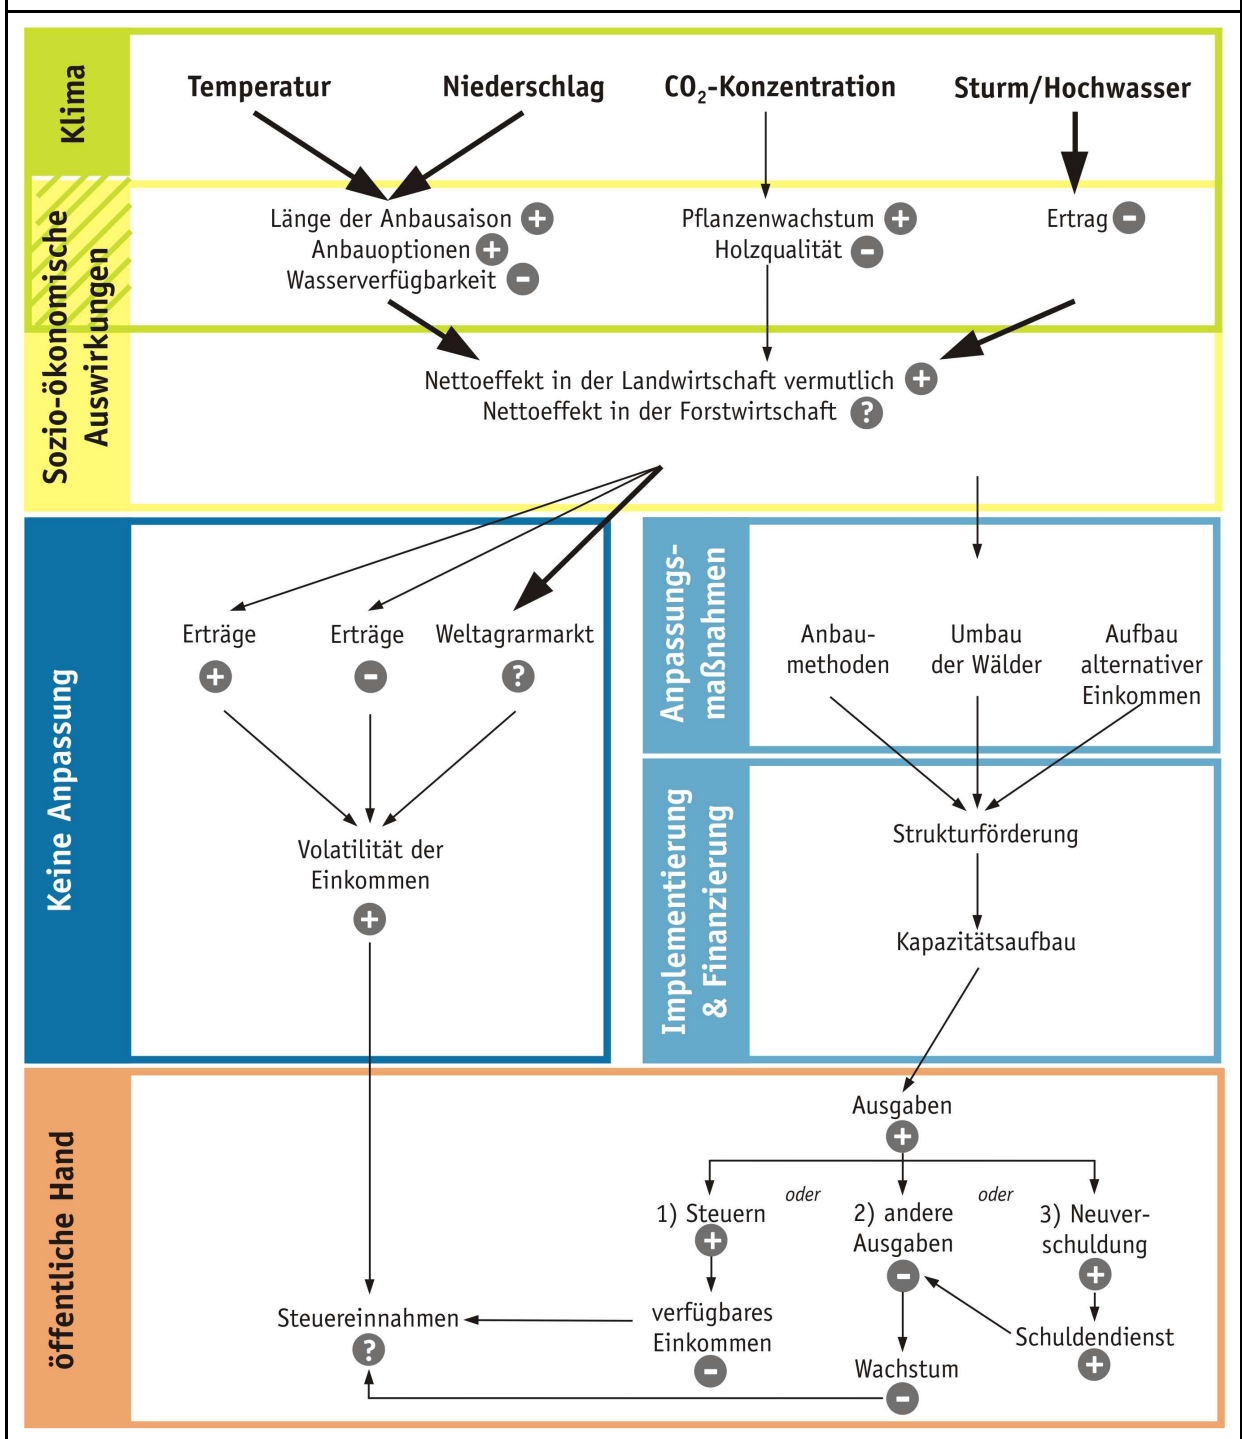 Klima
Temperatur
Niederschlag
CO₂-Konzentration
Sturm/Hochwasser
Sozio-ökonomische
Auswirkungen
Länge der Anbausaison +
Anbauoptionen +
Wasserverfügbarkeit -
Pflanzenwachstum +
Holzqualität -
Ertrag -
Nettoeffekt in der Landwirtschaft vermutlich +
Nettoeffekt in der Forstwirtschaft ?
Keine Anpassung
Erträge
+
Erträge
-
Weltagrarmarkt
?
Volatilität der
Einkommen
+
Anpassungs-
maßnahmen
Anbau-
methoden
Umbau
der Wälder
Aufbau
alternativer
Einkommen
Implementierung
& Finanzierung
Strukturförderung
Kapazitätsaufbau
öffentliche Hand
Ausgaben
+
1) Steuern
+
oder
2) andere
Ausgaben
-
oder
3) Neuver-
schuldung
+
Steuereinnahmen
?
verfügbares
Einkommen
-
Wachstum
-
Schuldendienst
+